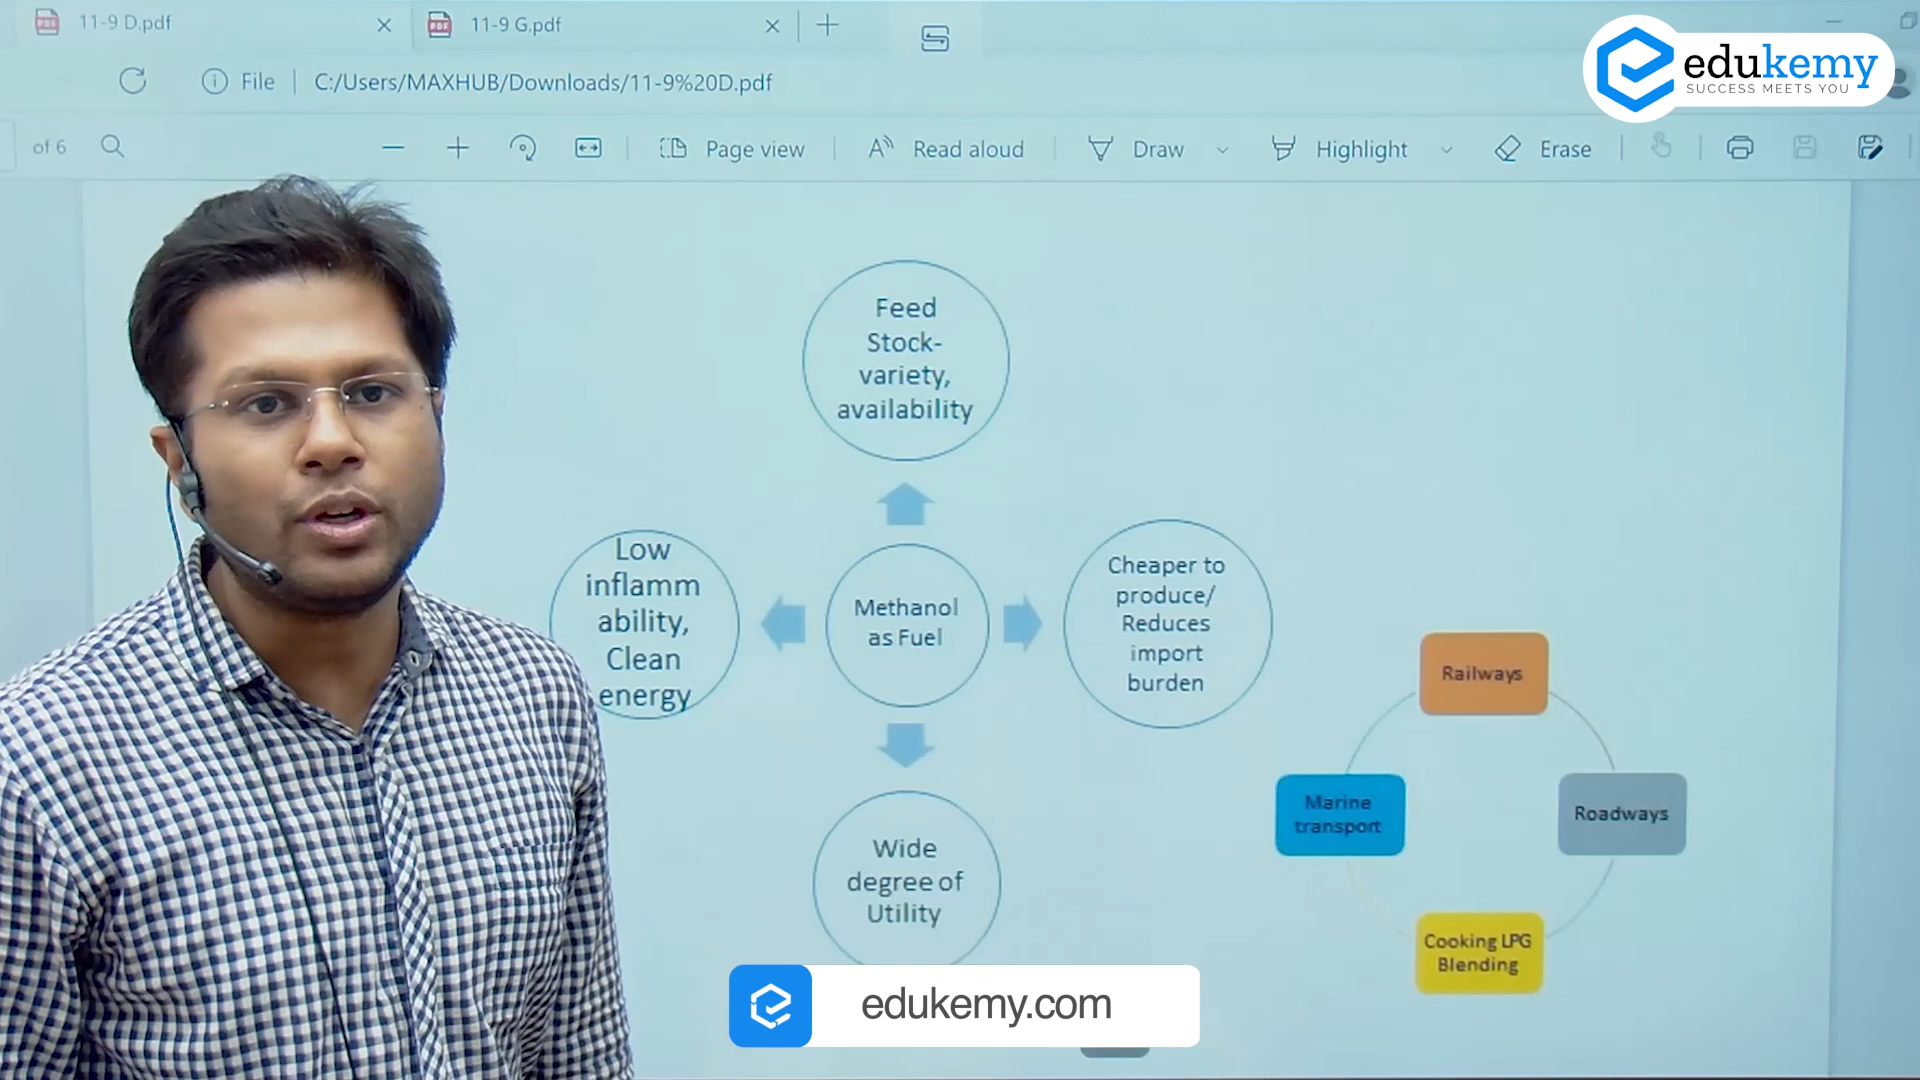 11-9 D.pdf
11-9 G.pdf
File
C:/Users/MAXHUB/Downloads/11-9%20D.pdf
edukemy
SUCCESS MEETS YOU
of 6
Page view
Read aloud
Draw
Highlight
Erase
Feed
Stock-
variety,
availability
Low
inflamm
ability,
Clean
energy
Methanol
as Fuel
Cheaper to
produce/
Reduces
import
burden
Wide
degree of
Utility
Railways
Marine
transport
Roadways
Cooking LPG
Blending
edukemy.com